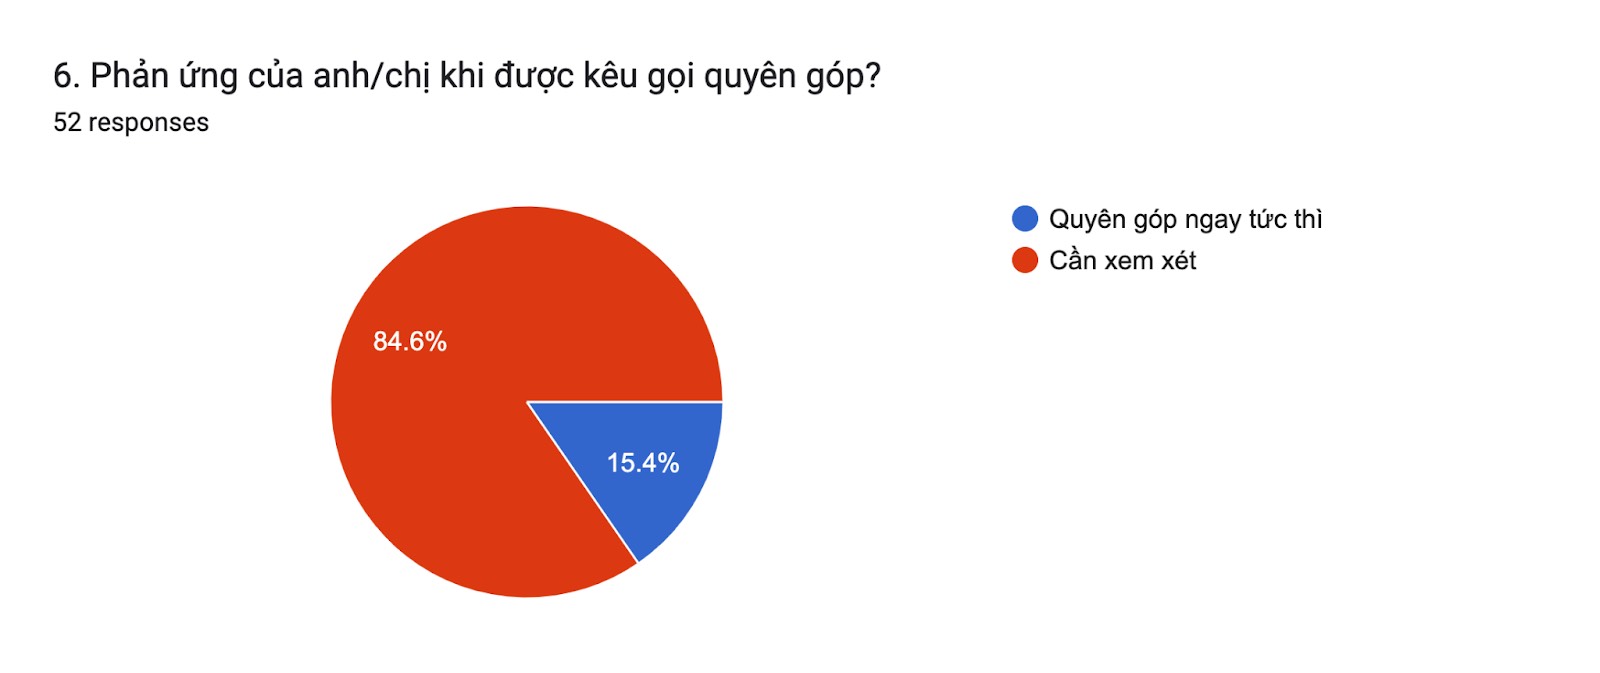 6. Phản ứng của anh/chị khi được kêu gọi quyên góp?
52 responses
Quyên góp ngay tức thì
Cần xem xét
84.6%
15.4%